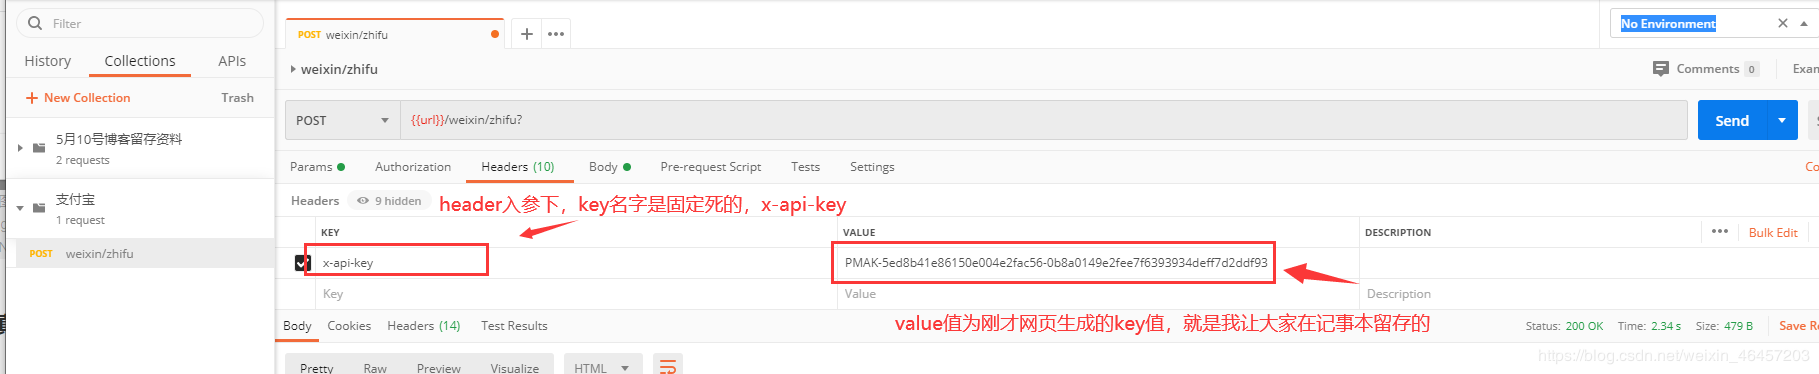 Filter
History Collections APIs
New Collection Trash
5月10号博客留存资料
2 requests
支付宝
1 request
POST weixin/zhifu
POST weixin/zhifu
No Environment
weixin/zhifu
Comments 0
POST {{url}}/weixin/zhifu? Send
Params Authorization Headers (10) Body Pre-request Script Tests Settings
Headers 9 hidden
header入参下，key名字是固定死的，x-api-key
KEY VALUE DESCRIPTION Bulk Edit
x-api-key PMAK-5ed8b41e86150e004e2fac56-0b8a0149e2fee7f6393934deff7d2ddf93
Key Value Description
value值为刚才网页生成的key值，就是我让大家在记事本留存的
Body Cookies Headers (14) Test Results Status: 200 OK Time: 2.34 s Size: 479 B Save Re
Pretty Raw Preview Visualize HTML
https://blog.csdn.net/weixin_46457203